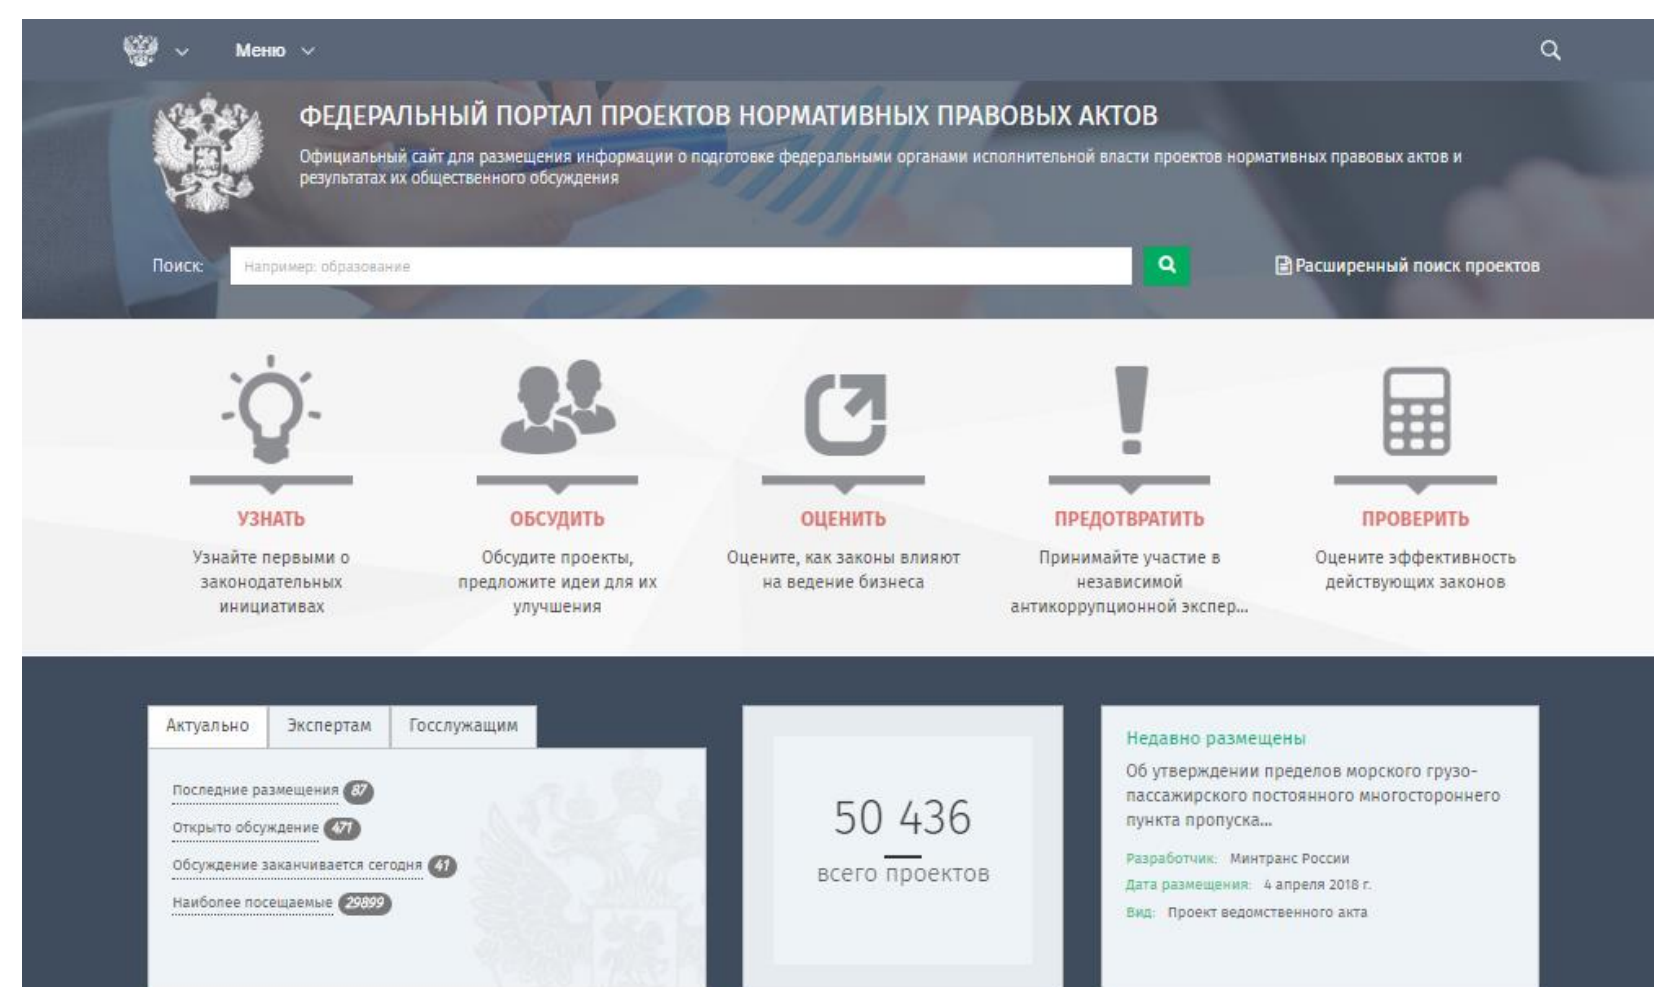 Меню
ФЕДЕРАЛЬНЫЙ ПОРТАЛ ПРОЕКТОВ НОРМАТИВНЫХ ПРАВОВЫХ АКТОВ
Официальный сайт для размещения информации о подготовке федеральными органами исполнительной власти проектов нормативных правовых актов и
результатах их общественного обсуждения
Поиск:
Например: образование
Расширенный поиск проектов
УЗНАТЬ
Узнайте первыми о
законодательных
инициативах
ОБСУДИТЬ
Обсудите проекты,
предложите идеи для их
улучшения
ОЦЕНИТЬ
Оцените, как законы влияют
на ведение бизнеса
ПРЕДОТВРАТИТЬ
Принимайте участие в
независимой
антикоррупционной экспер...
ПРОВЕРИТЬ
Оцените эффективность
действующих законов
Актуально
Экспертам
Госслужащим
Последние размещения 87
Открыто обсуждение 471
Обсуждение заканчивается сегодня 41
Наиболее посещаемые 29899
50 436
всего проектов
Недавно размещены
Об утверждении пределов морского грузо-
пассажирского постоянного многостороннего
пункта пропуска...
Разработчик: Минтранс России
Дата размещения: 4 апреля 2018 г.
Вид: Проект ведомственного акта